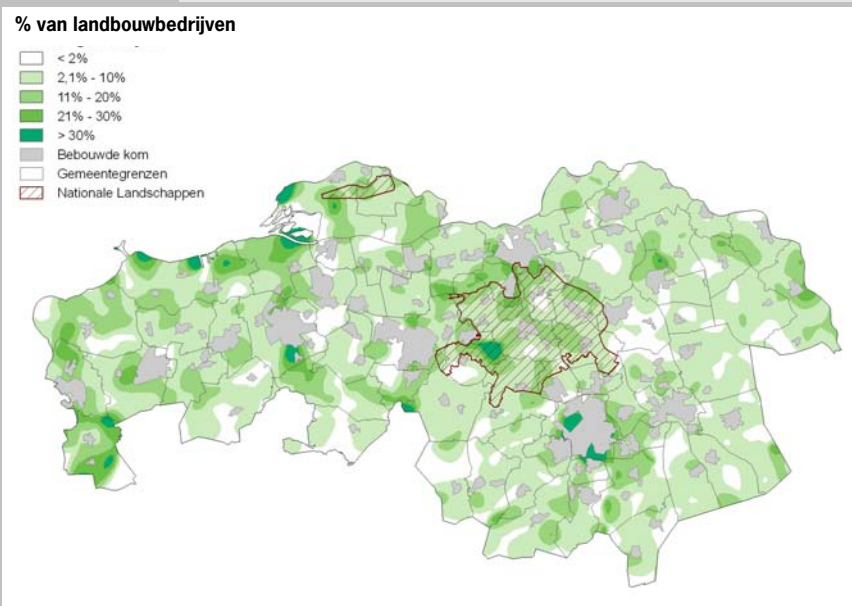 % van landbouwbedrijven
< 2%
2,1% - 10%
11% - 20%
21% - 30%
> 30%
Bebouwde kom
Gemeentegrenzen
Nationale Landschappen